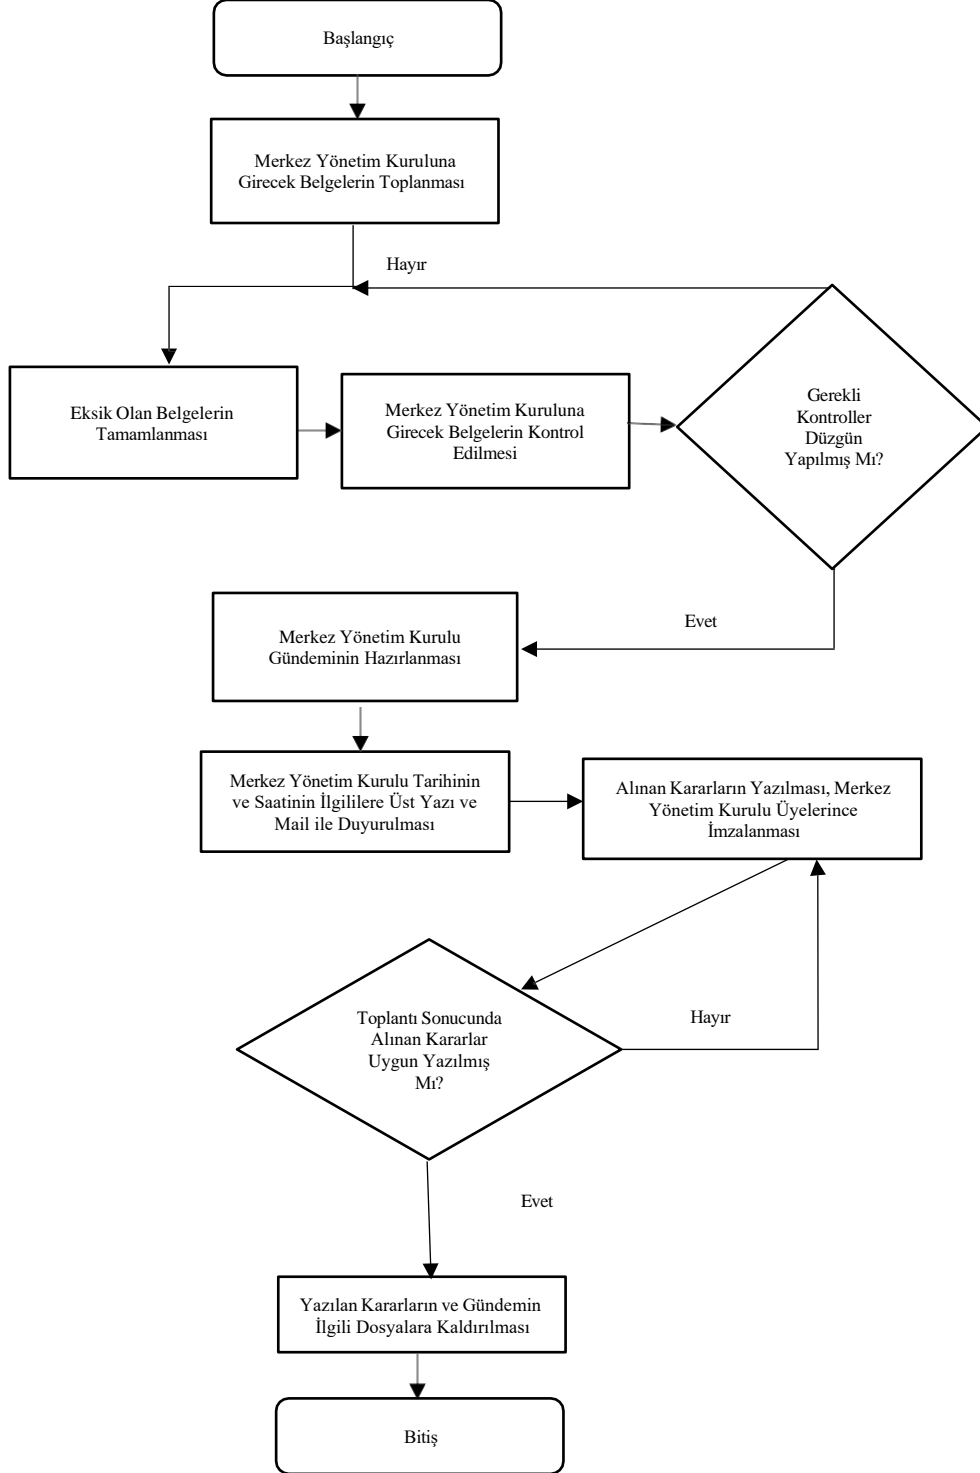 Başlangıç
Merkez Yönetim Kuruluna
Girecek Belgelerin Toplanması
Hayır
Eksik Olan Belgelerin
Tamamlanması
Merkez Yönetim Kuruluna
Girecek Belgelerin Kontrol
Edilmesi
Gerekli
Kontroller
Düzgün
Yapılmış Mı?
Evet
Merkez Yönetim Kurulu
Gündeminin Hazırlanması
Merkez Yönetim Kurulu Tarihinin
ve Saatinin İlgililere Üst Yazı ve
Mail ile Duyurulması
Alınan Kararların Yazılması, Merkez
Yönetim Kurulu Üyelerince
İmzalanması
Toplantı Sonucunda
Alınan Kararlar
Uygun Yazılmış
Mı?
Hayır
Evet
Yazılan Kararların ve Gündemin
İlgili Dosyalara Kaldırılması
Bitiş